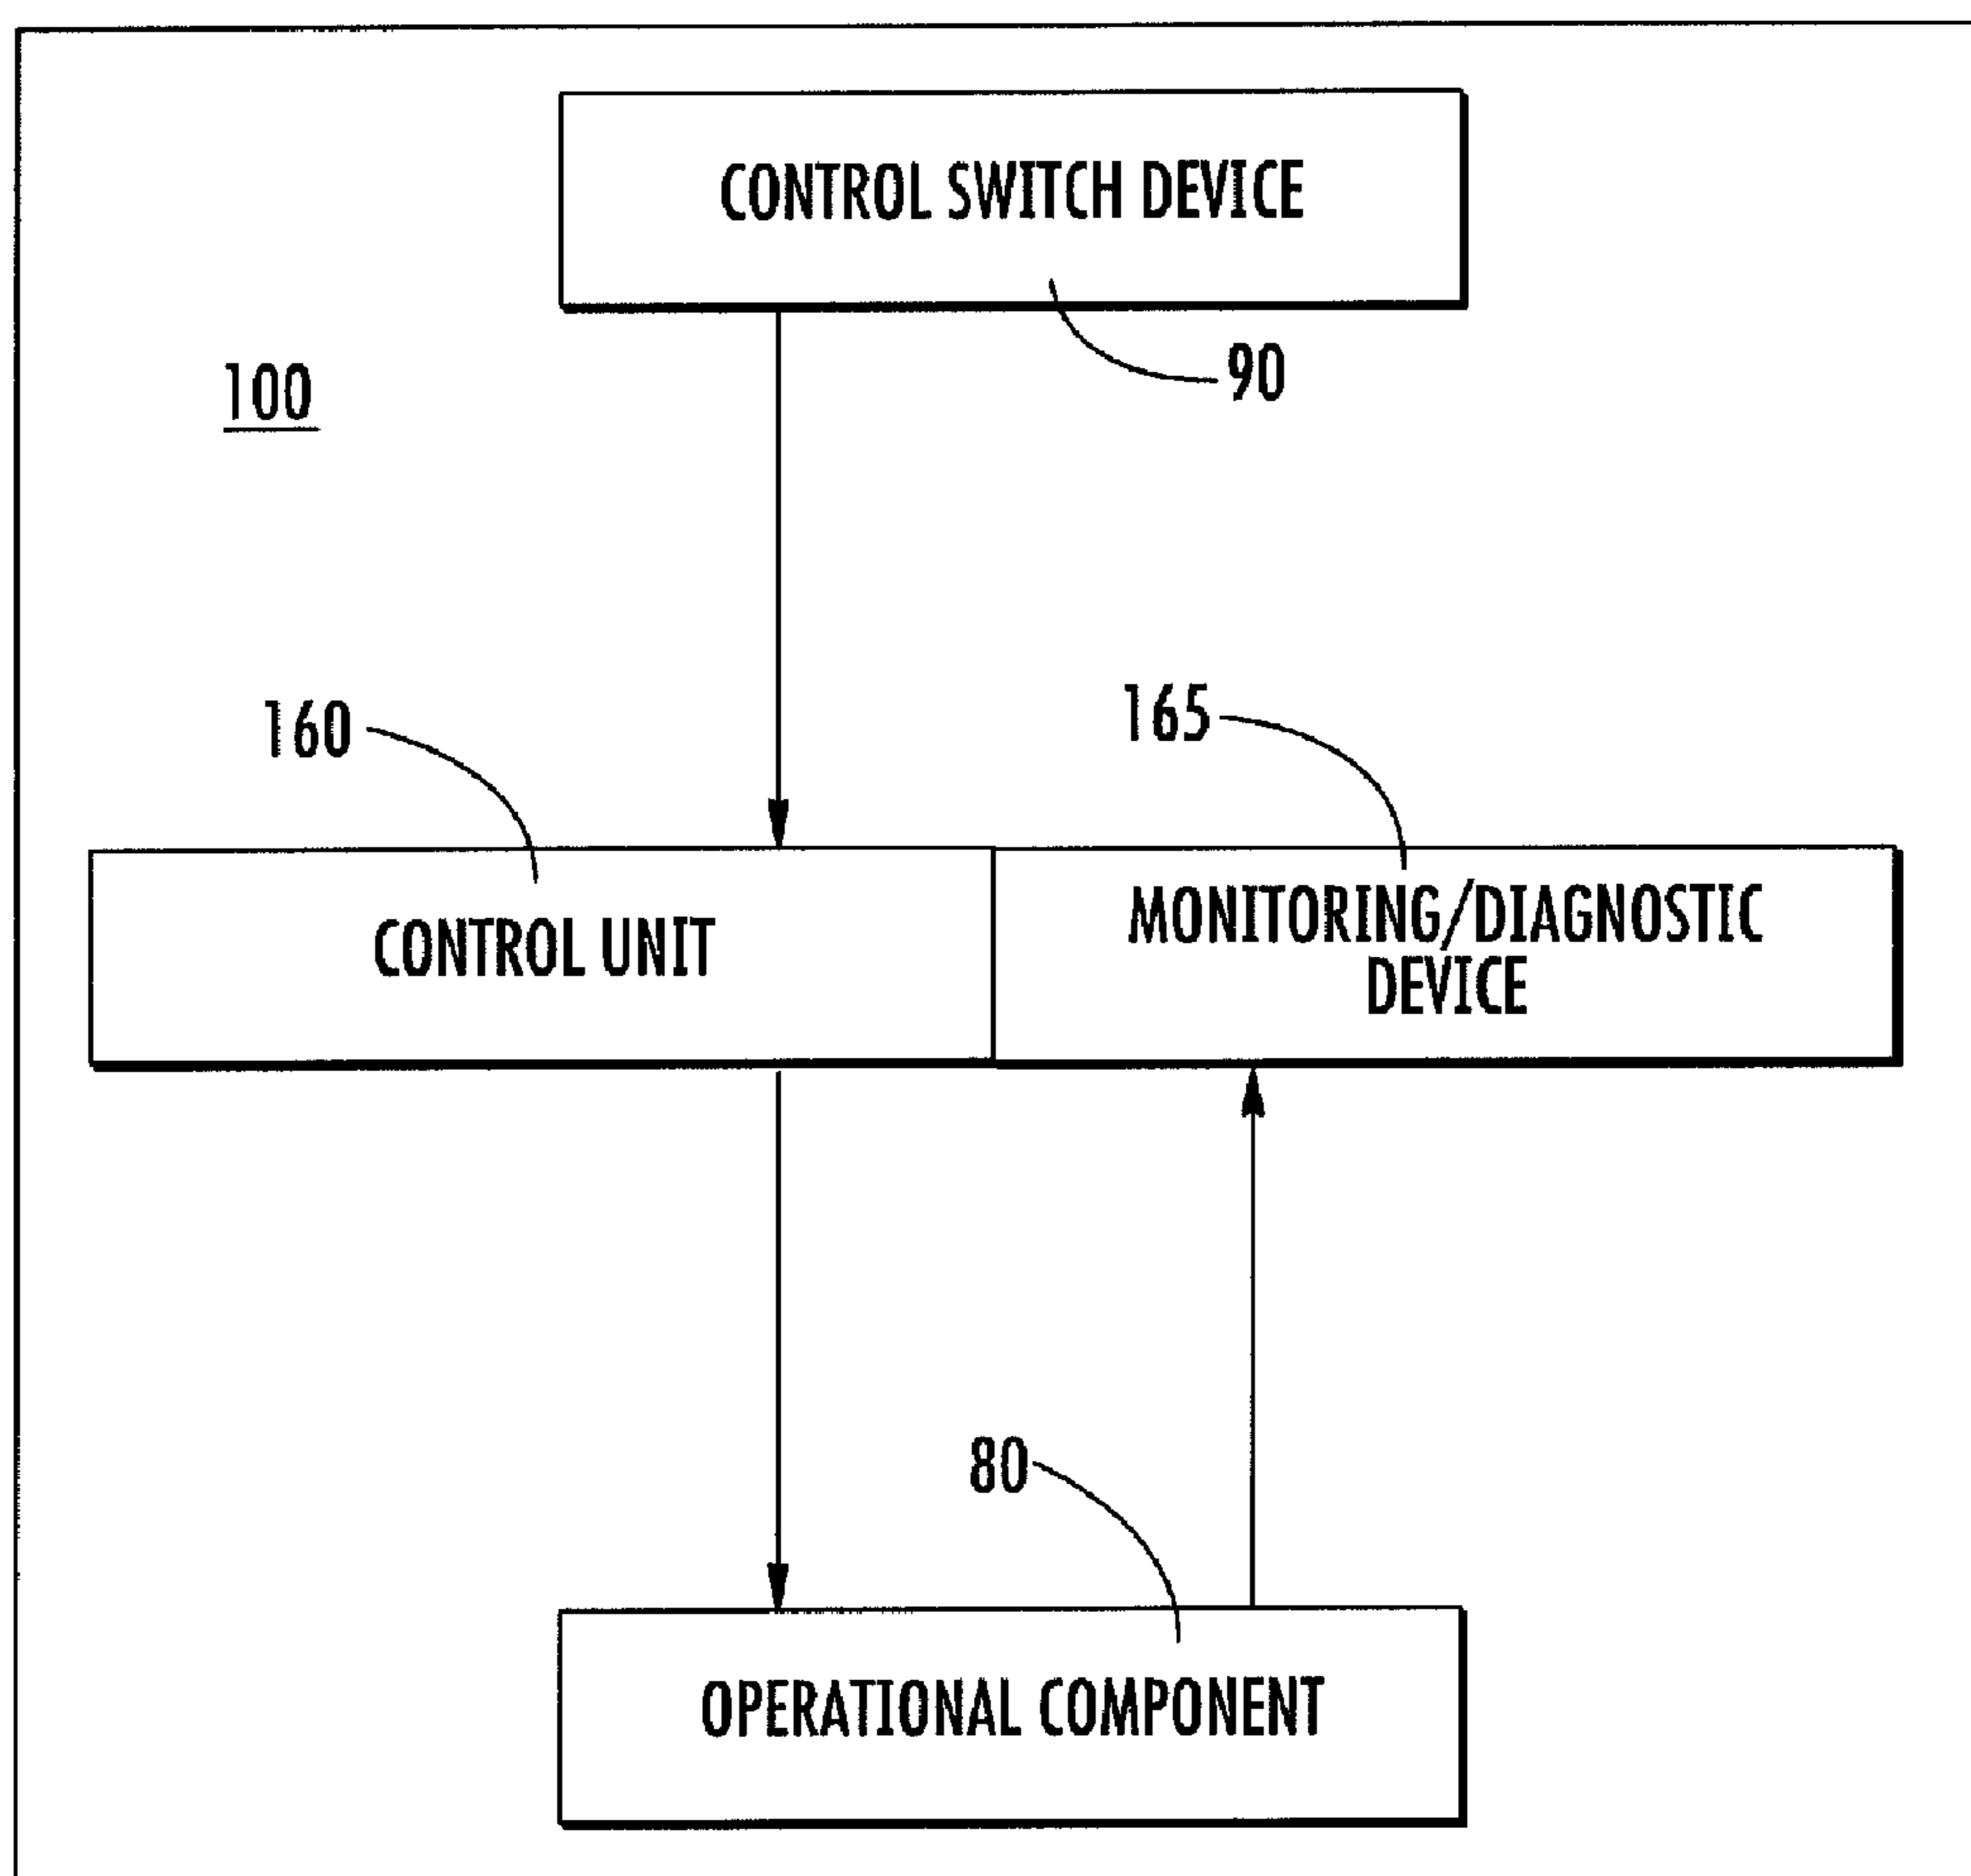 CONTROL SWITCH DEVICE
90
100
160
165
CONTROL UNIT
MONITORING/DIAGNOSTIC
DEVICE
80
OPERATIONAL COMPONENT